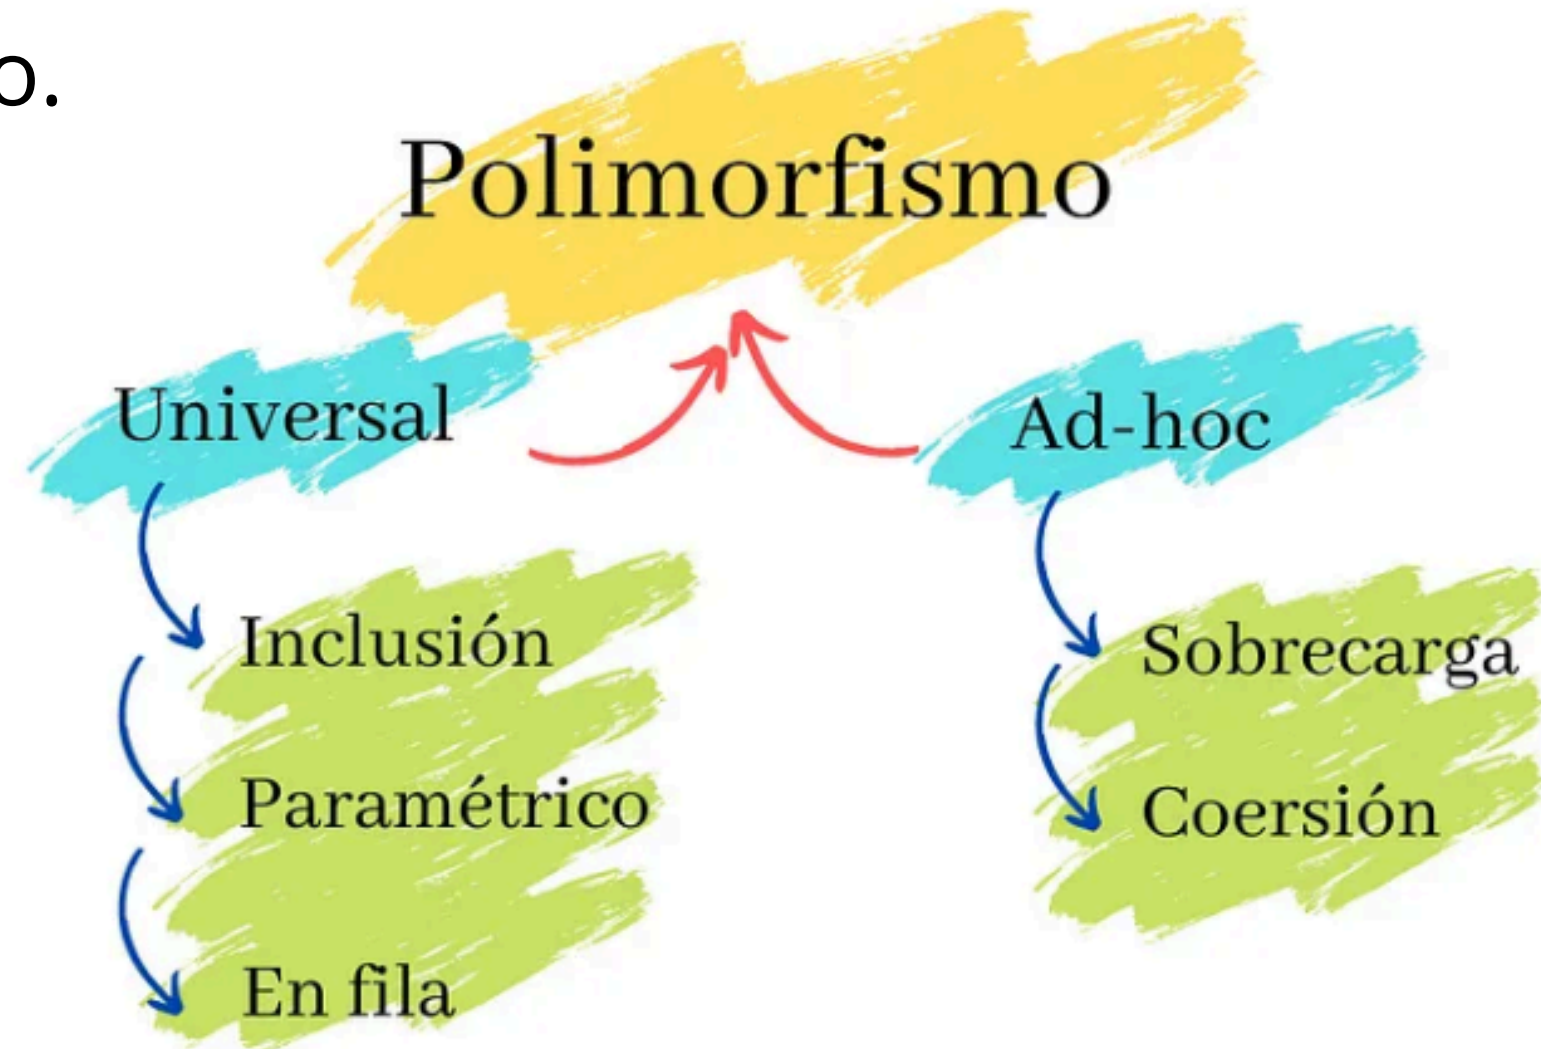 o.
Polimorfismo
Universal
Ad-hoc
Inclusión
Paramétrico
En fila
Sobrecarga
Coersión